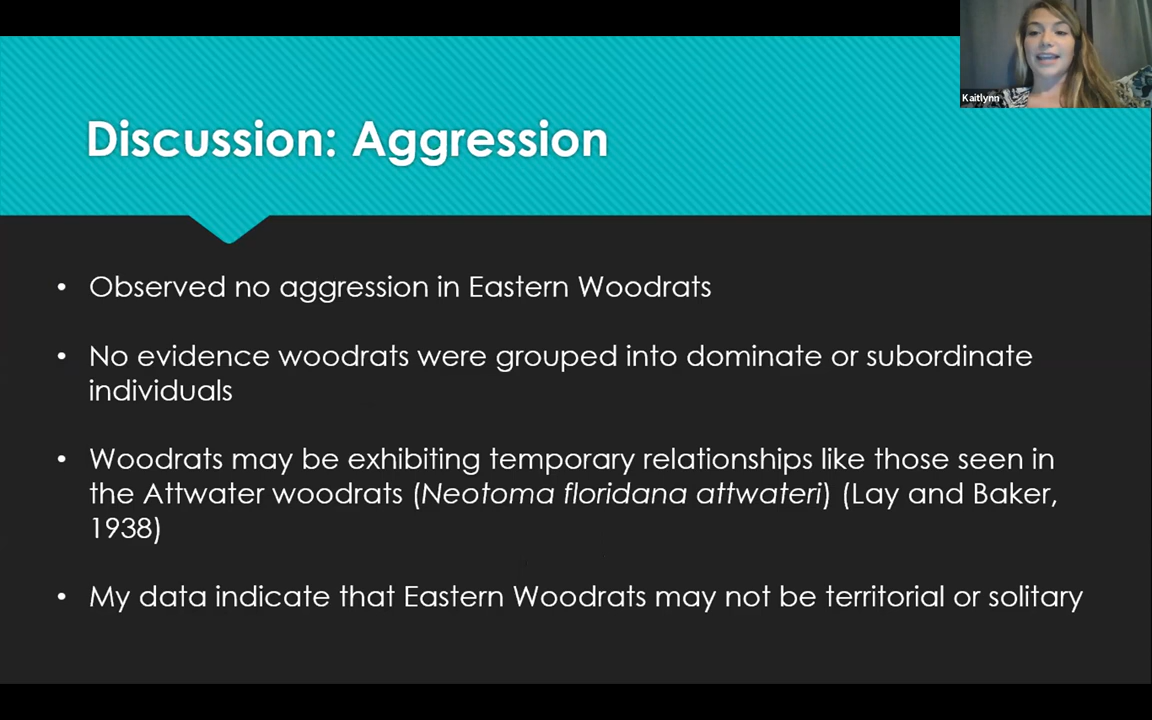 Kaitlynn
Discussion: Aggression
• Observed no aggression in Eastern Woodrats
• No evidence woodrats were grouped into dominate or subordinate
individuals
• Woodrats may be exhibiting temporary relationships like those seen in
the Attwater woodrats (Neotoma floridana attwateri) (Lay and Baker,
1938)
• My data indicate that Eastern Woodrats may not be territorial or solitary